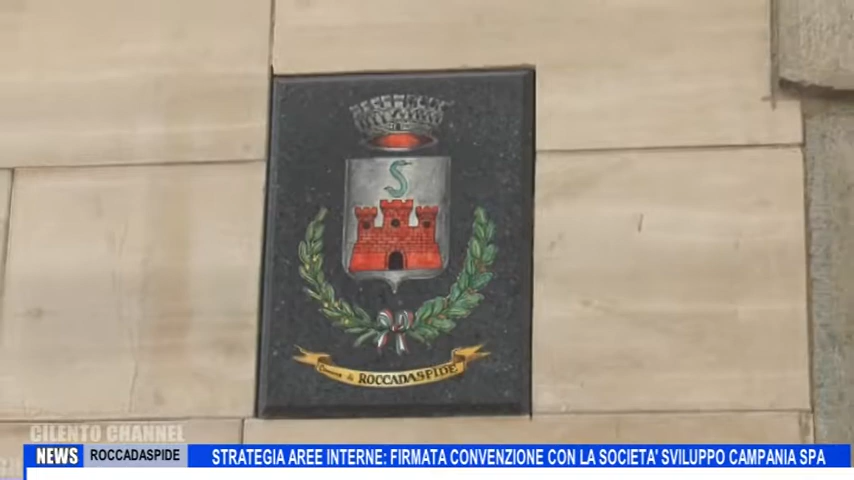 Comune di ROCCADASPIDE
CILENTO CHANNEL
NEWS ROCCADASPIDE STRATEGIA AREE INTERNE: FIRMATA CONVENZIONE CON LA SOCIETA' SVILUPPO CAMPANIA SPA